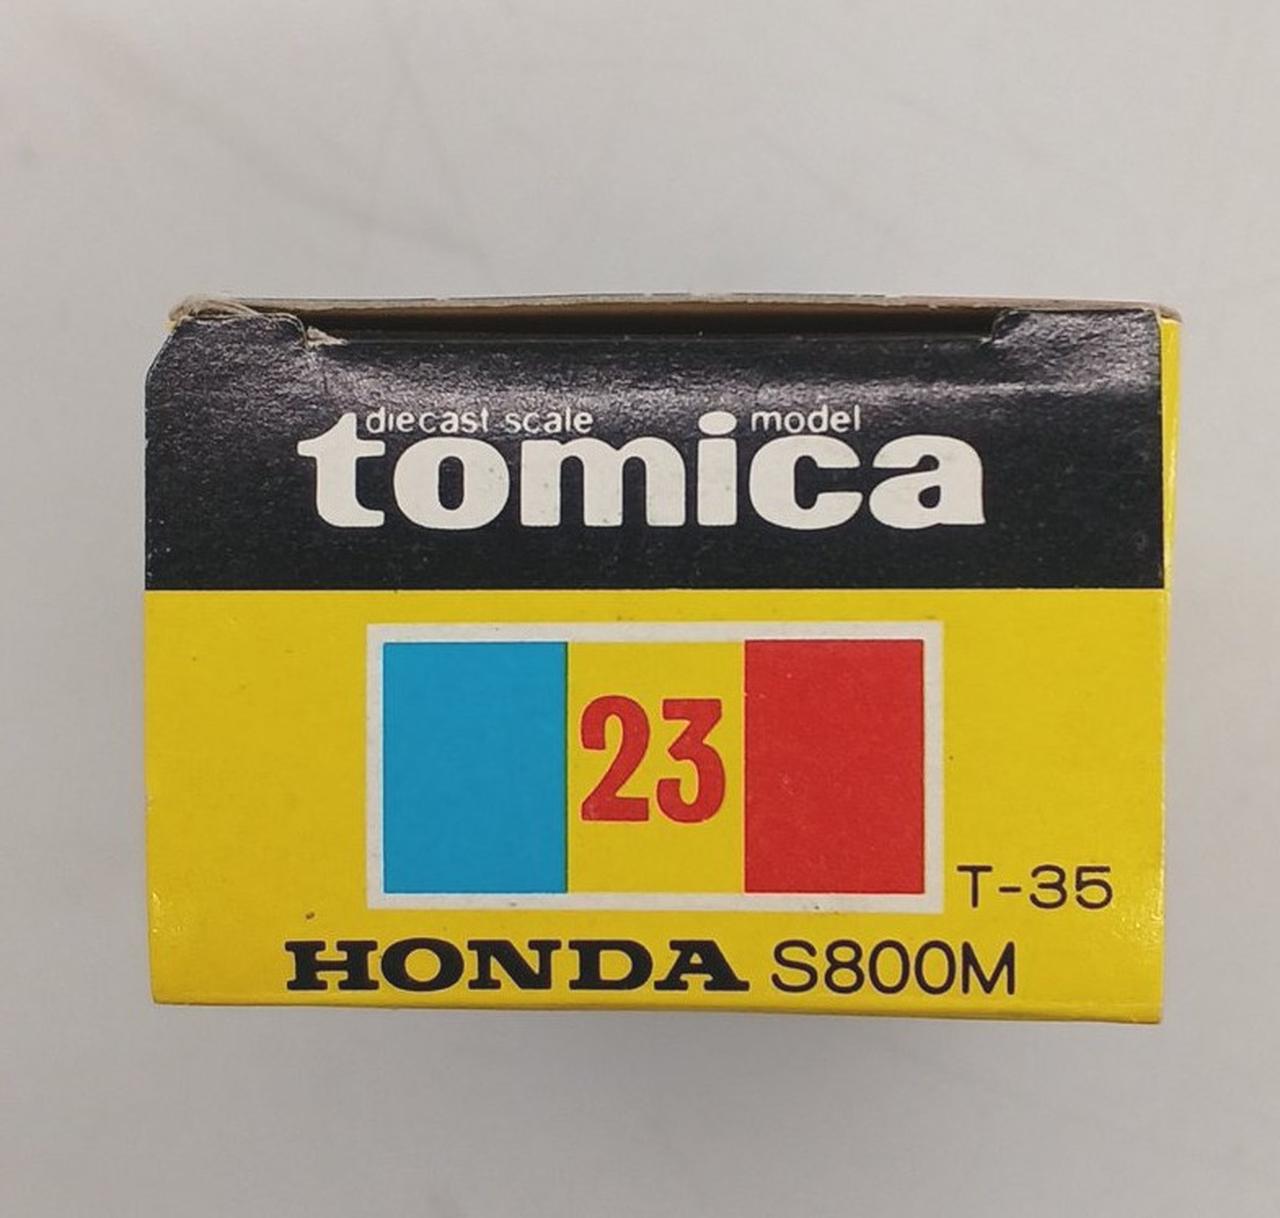 diecast scale model
tomica
23
T-35
HONDA S800M